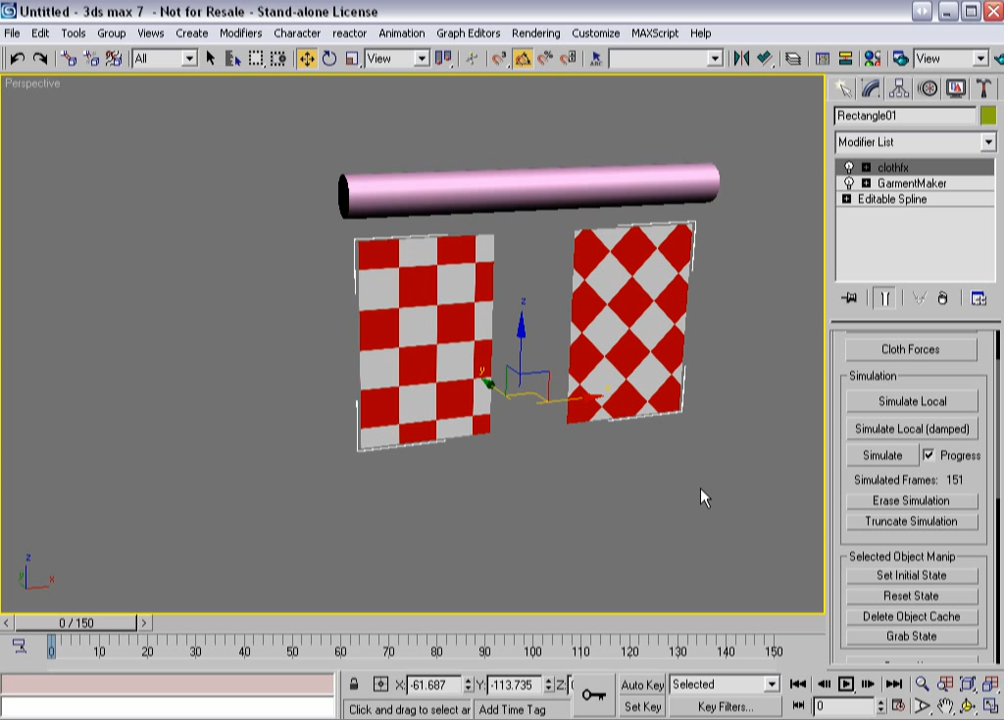 Untitled - 3ds max 7 - Not for Resale - Stand-alone License
File Edit Tools Group Views Create Modifiers Character reactor Animation Graph Editors Rendering Customize MAXScript Help
All View View
Perspective
Rectangle01
Modifier List
clothfx
GarmentMaker
Editable Spline
Cloth Forces
Simulation
Simulate Local
Simulate Local (damped)
Simulate Progress
Simulated Frames: 151
Erase Simulation
Truncate Simulation
Selected Object Manip
Set Initial State
Reset State
Delete Object Cache
Grab State
z
y
z
y x
< 0 / 150 >
0 10 20 30 40 50 60 70 80 90 100 110 120 130 140 150
X: -61.687 Y: -113.735 Z: Auto Key Selected
Click and drag to select ar Add Time Tag Set Key Key Filters... 0